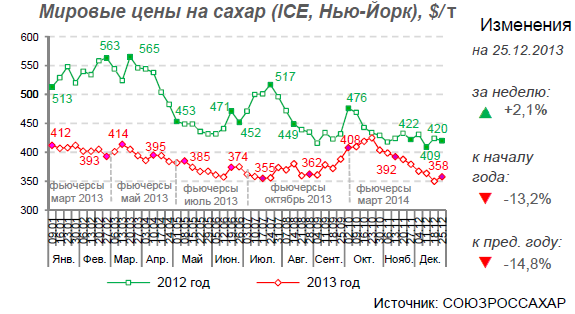 Мировые цены на сахар (ICE, Нью-Йорк), $/т
Изменения
на 25.12.2013
за неделю:
+2,1%
к началу
года:
-13,2%
к пред. году:
-14,8%
600
550
500
450
400
350
300
513
563
565
453
471
452
517
449
476
422
409
420
412
393
414
395
385
374
355
362
408
392
358
фьючерсы
март 2013
фьючерсы
май 2013
фьючерсы
июль 2013
фьючерсы
октябрь 2013
фьючерсы
март 2014
Янв. Фев. Мар. Апр. Май. Июн. Июл. Авг. Сент. Окт. Нояб. Дек.
2012 год
2013 год
Источник: СОЮЗРОССАХАР